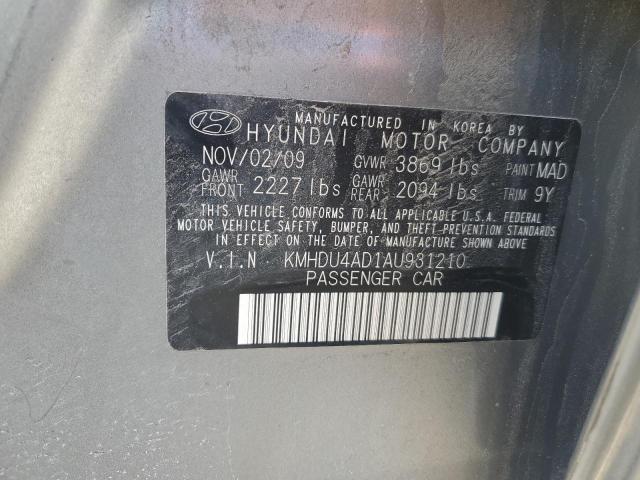 MANUFACTURED IN KOREA BY
HYUNDAI MOTOR COMPANY
NOV/02/09 GVWR 3869 lbs PAINT MAD
GAWR FRONT 2227 lbs GAWR REAR 2094 lbs TRIM 9Y
THIS VEHICLE CONFORMS TO ALL APPLICABLE U.S.A. FEDERAL
MOTOR VEHICLE SAFETY, BUMPER, AND THEFT PREVENTION STANDARDS
IN EFFECT ON THE DATE OF MANUFACTURE SHOWN ABOVE.
V.I.N KMHDU4AD1AU931210
PASSENGER CAR